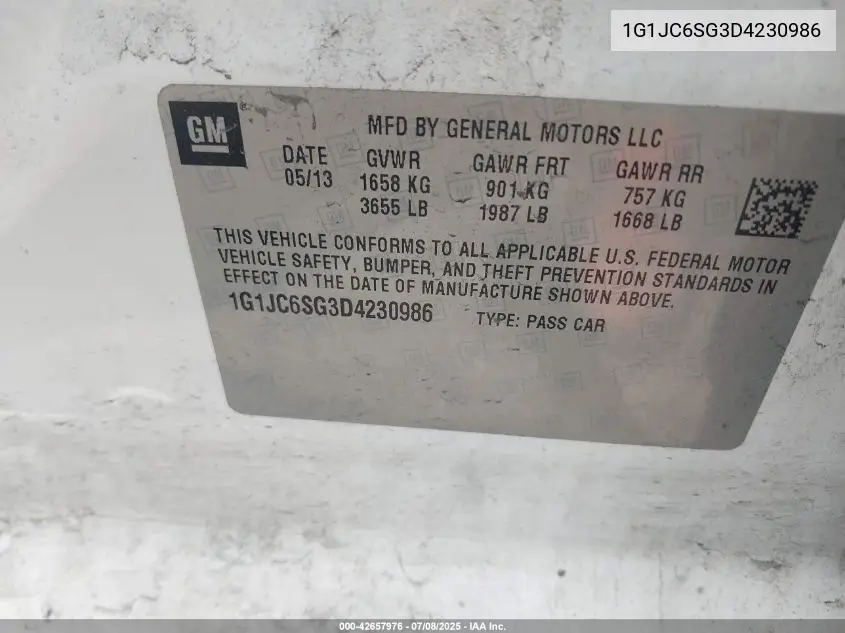 1G1JC6SG3D4230986
GM®
MFD BY GENERAL MOTORS LLC
DATE GVWR GAWR FRT GAWR RR
05/13 1658 KG 901 KG 757 KG
3655 LB 1987 LB 1668 LB
THIS VEHICLE CONFORMS TO ALL APPLICABLE U.S. FEDERAL MOTOR
VEHICLE SAFETY, BUMPER, AND THEFT PREVENTION STANDARDS IN
EFFECT ON THE DATE OF MANUFACTURE SHOWN ABOVE.
1G1JC6SG3D4230986 TYPE: PASS CAR
000-42657976 - 07/08/2025 - IAA Inc.